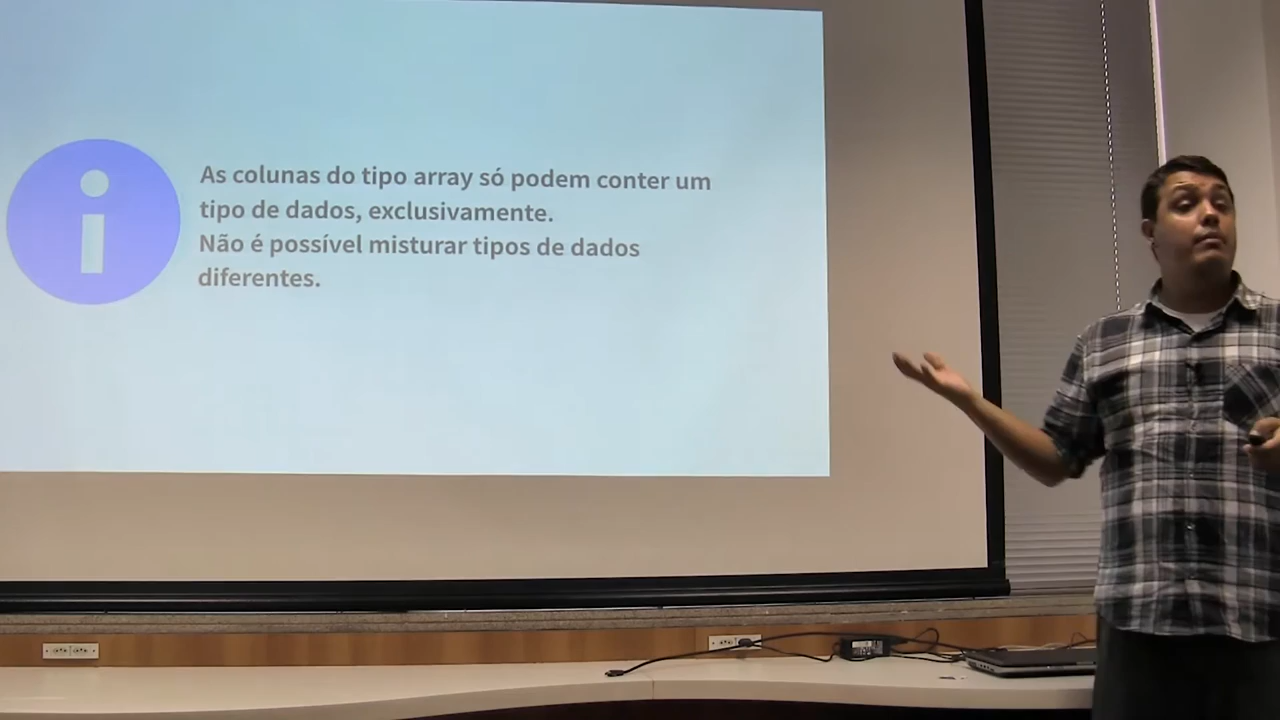 As colunas do tipo array só podem conter um
tipo de dados, exclusivamente.
Não é possível misturar tipos de dados
diferentes.